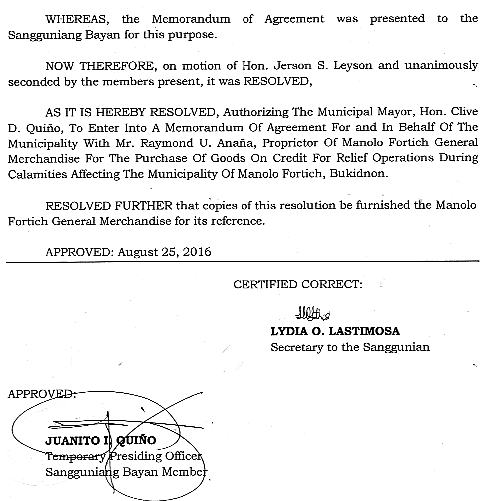 WHEREAS, the Memorandum of Agreement was presented to the
Sangguniang Bayan for this purpose.
NOW THEREFORE, on motion of Hon. Jerson S. Leyson and unanimously
seconded by the members present, it was RESOLVED,
AS IT IS HEREBY RESOLVED, Authorizing The Municipal Mayor, Hon. Clive
D. Quiño, To Enter Into A Memorandum Of Agreement For and In Behalf Of The
Municipality With Mr. Raymond U. Anaña, Proprietor Of Manolo Fortich General
Merchandise For The Purchase Of Goods On Credit For Relief Operations During
Calamities Affecting The Municipality Of Manolo Fortich, Bukidnon.
RESOLVED FURTHER that copies of this resolution be furnished the Manolo
Fortich General Merchandise for its reference.
APPROVED: August 25, 2016
CERTIFIED CORRECT:
LYDIA O. LASTIMOSA
Secretary to the Sanggunian
APPROVED:
JUANITO I. QUIÑO
Temporary Presiding Officer
Sangguniang Bayan Member